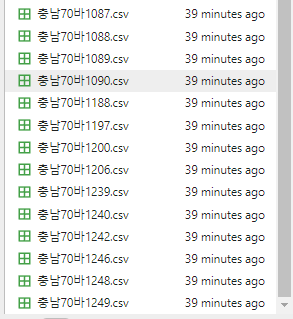 충남70바1087.csv 39 minutes ago
충남70바1088.csv 39 minutes ago
충남70바1089.csv 39 minutes ago
충남70바1090.csv 39 minutes ago
충남70바1188.csv 39 minutes ago
충남70바1197.csv 39 minutes ago
충남70바1200.csv 39 minutes ago
충남70바1206.csv 39 minutes ago
충남70바1239.csv 39 minutes ago
충남70바1240.csv 39 minutes ago
충남70바1242.csv 39 minutes ago
충남70바1246.csv 39 minutes ago
충남70바1248.csv 39 minutes ago
충남70바1249.csv 39 minutes ago